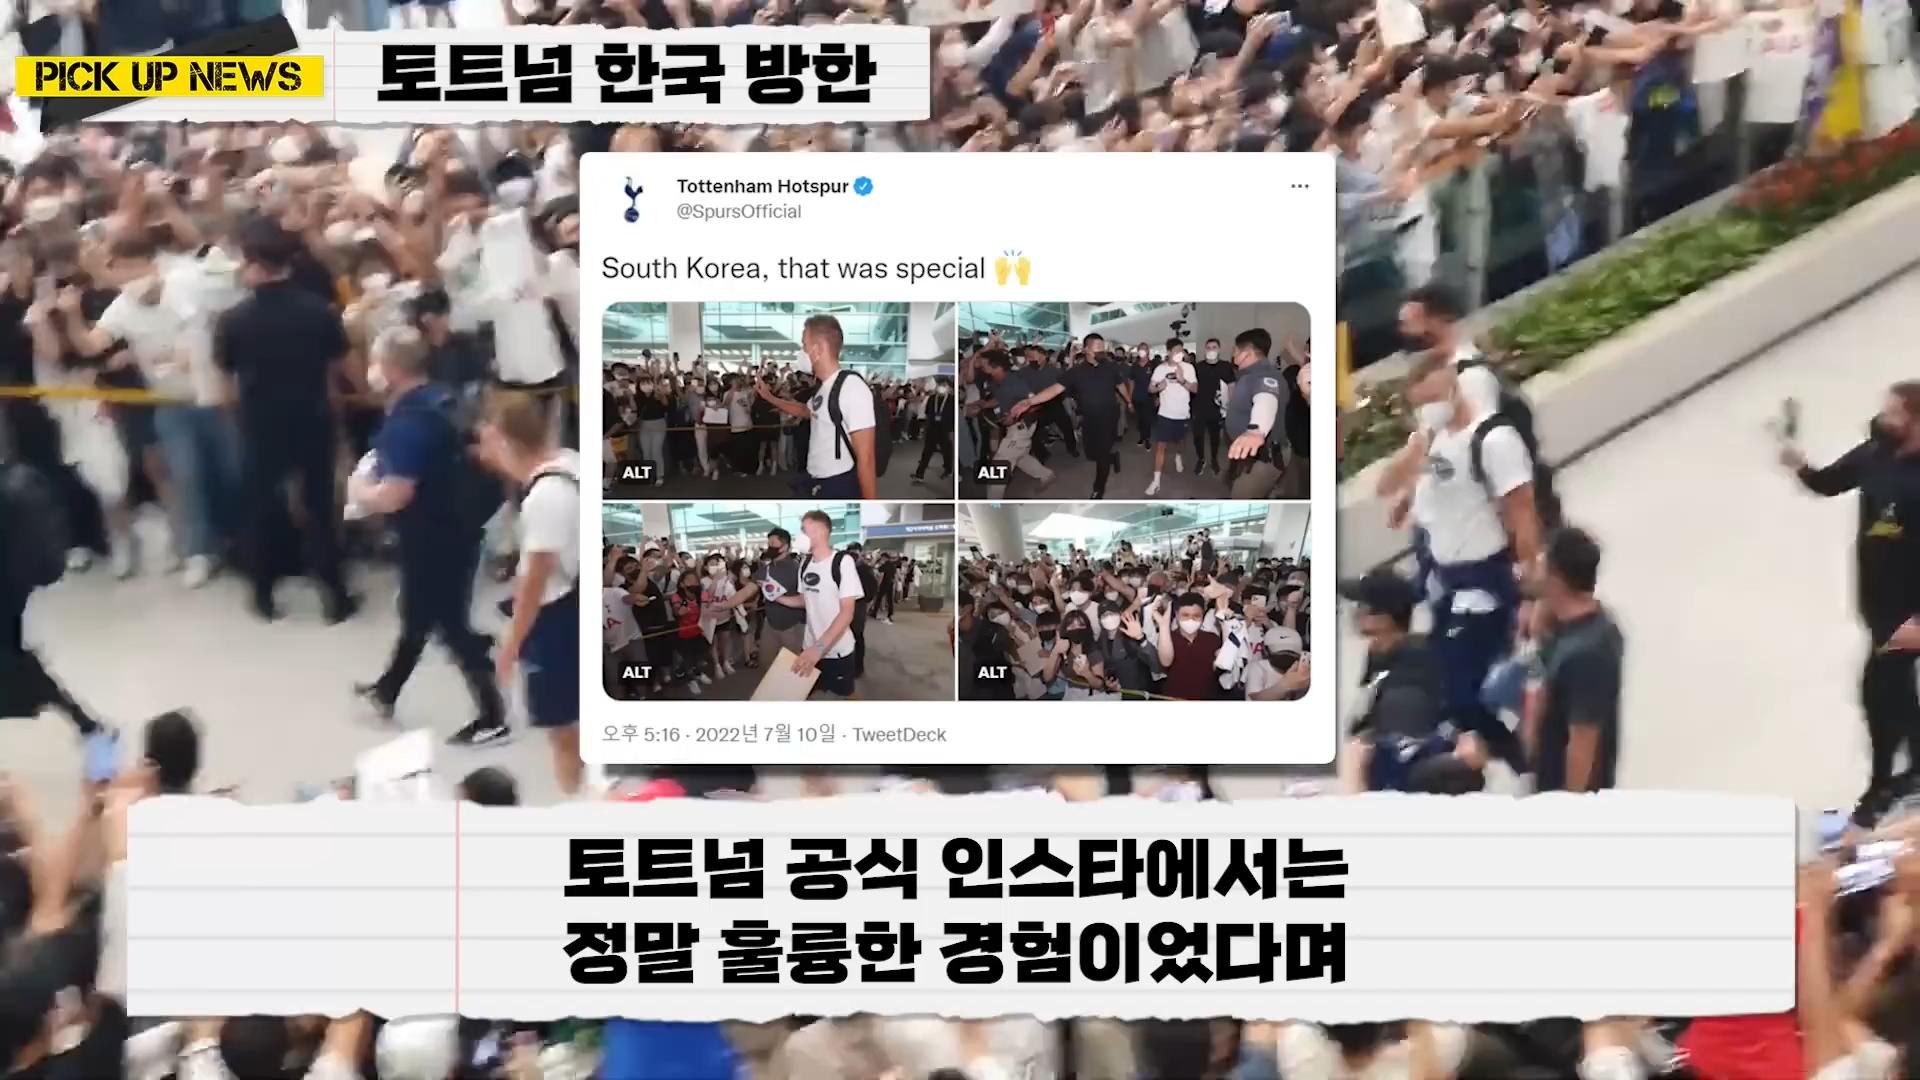 PICK UP NEWS
토트넘 한국 방한
Tottenham Hotspur
@SpursOfficial
South Korea, that was special 🙌
ALT
ALT
ALT
ALT
오후 5:16 · 2022년 7월 10일 · TweetDeck
토트넘 공식 인스타에서는
정말 훌륭한 경험이었다며